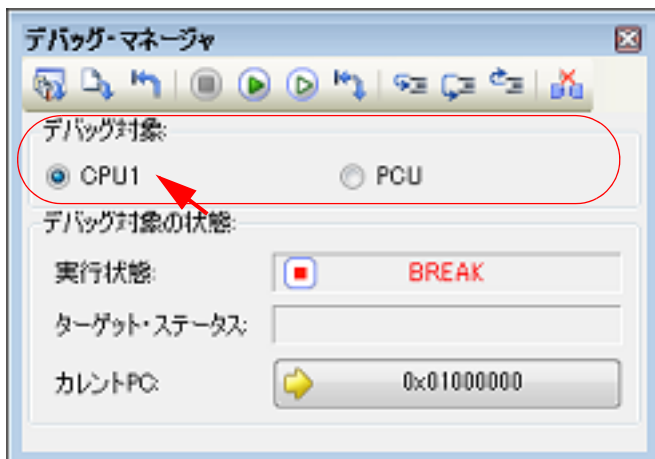 デバッグ・マネージャ
デバッグ対象:
CPU1 PCU
デバッグ対象の状態:
実行状態: BREAK
ターゲット・ステータス:
カレントPC: 0x01000000